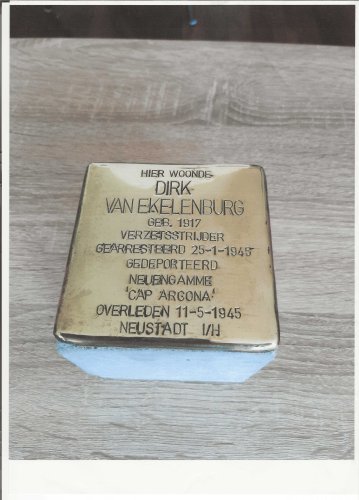 HIER WOONDE
DIRK
VAN EKELENBURG
GEB. 1917
VERZETSSTRIJDER
GEARRESTEERD 25-1-1945
GEDEPORTEERD
NEUENGAMME
'CAP ARCONA'
OVERLEDEN 11-5-1945
NEUSTADT I/H